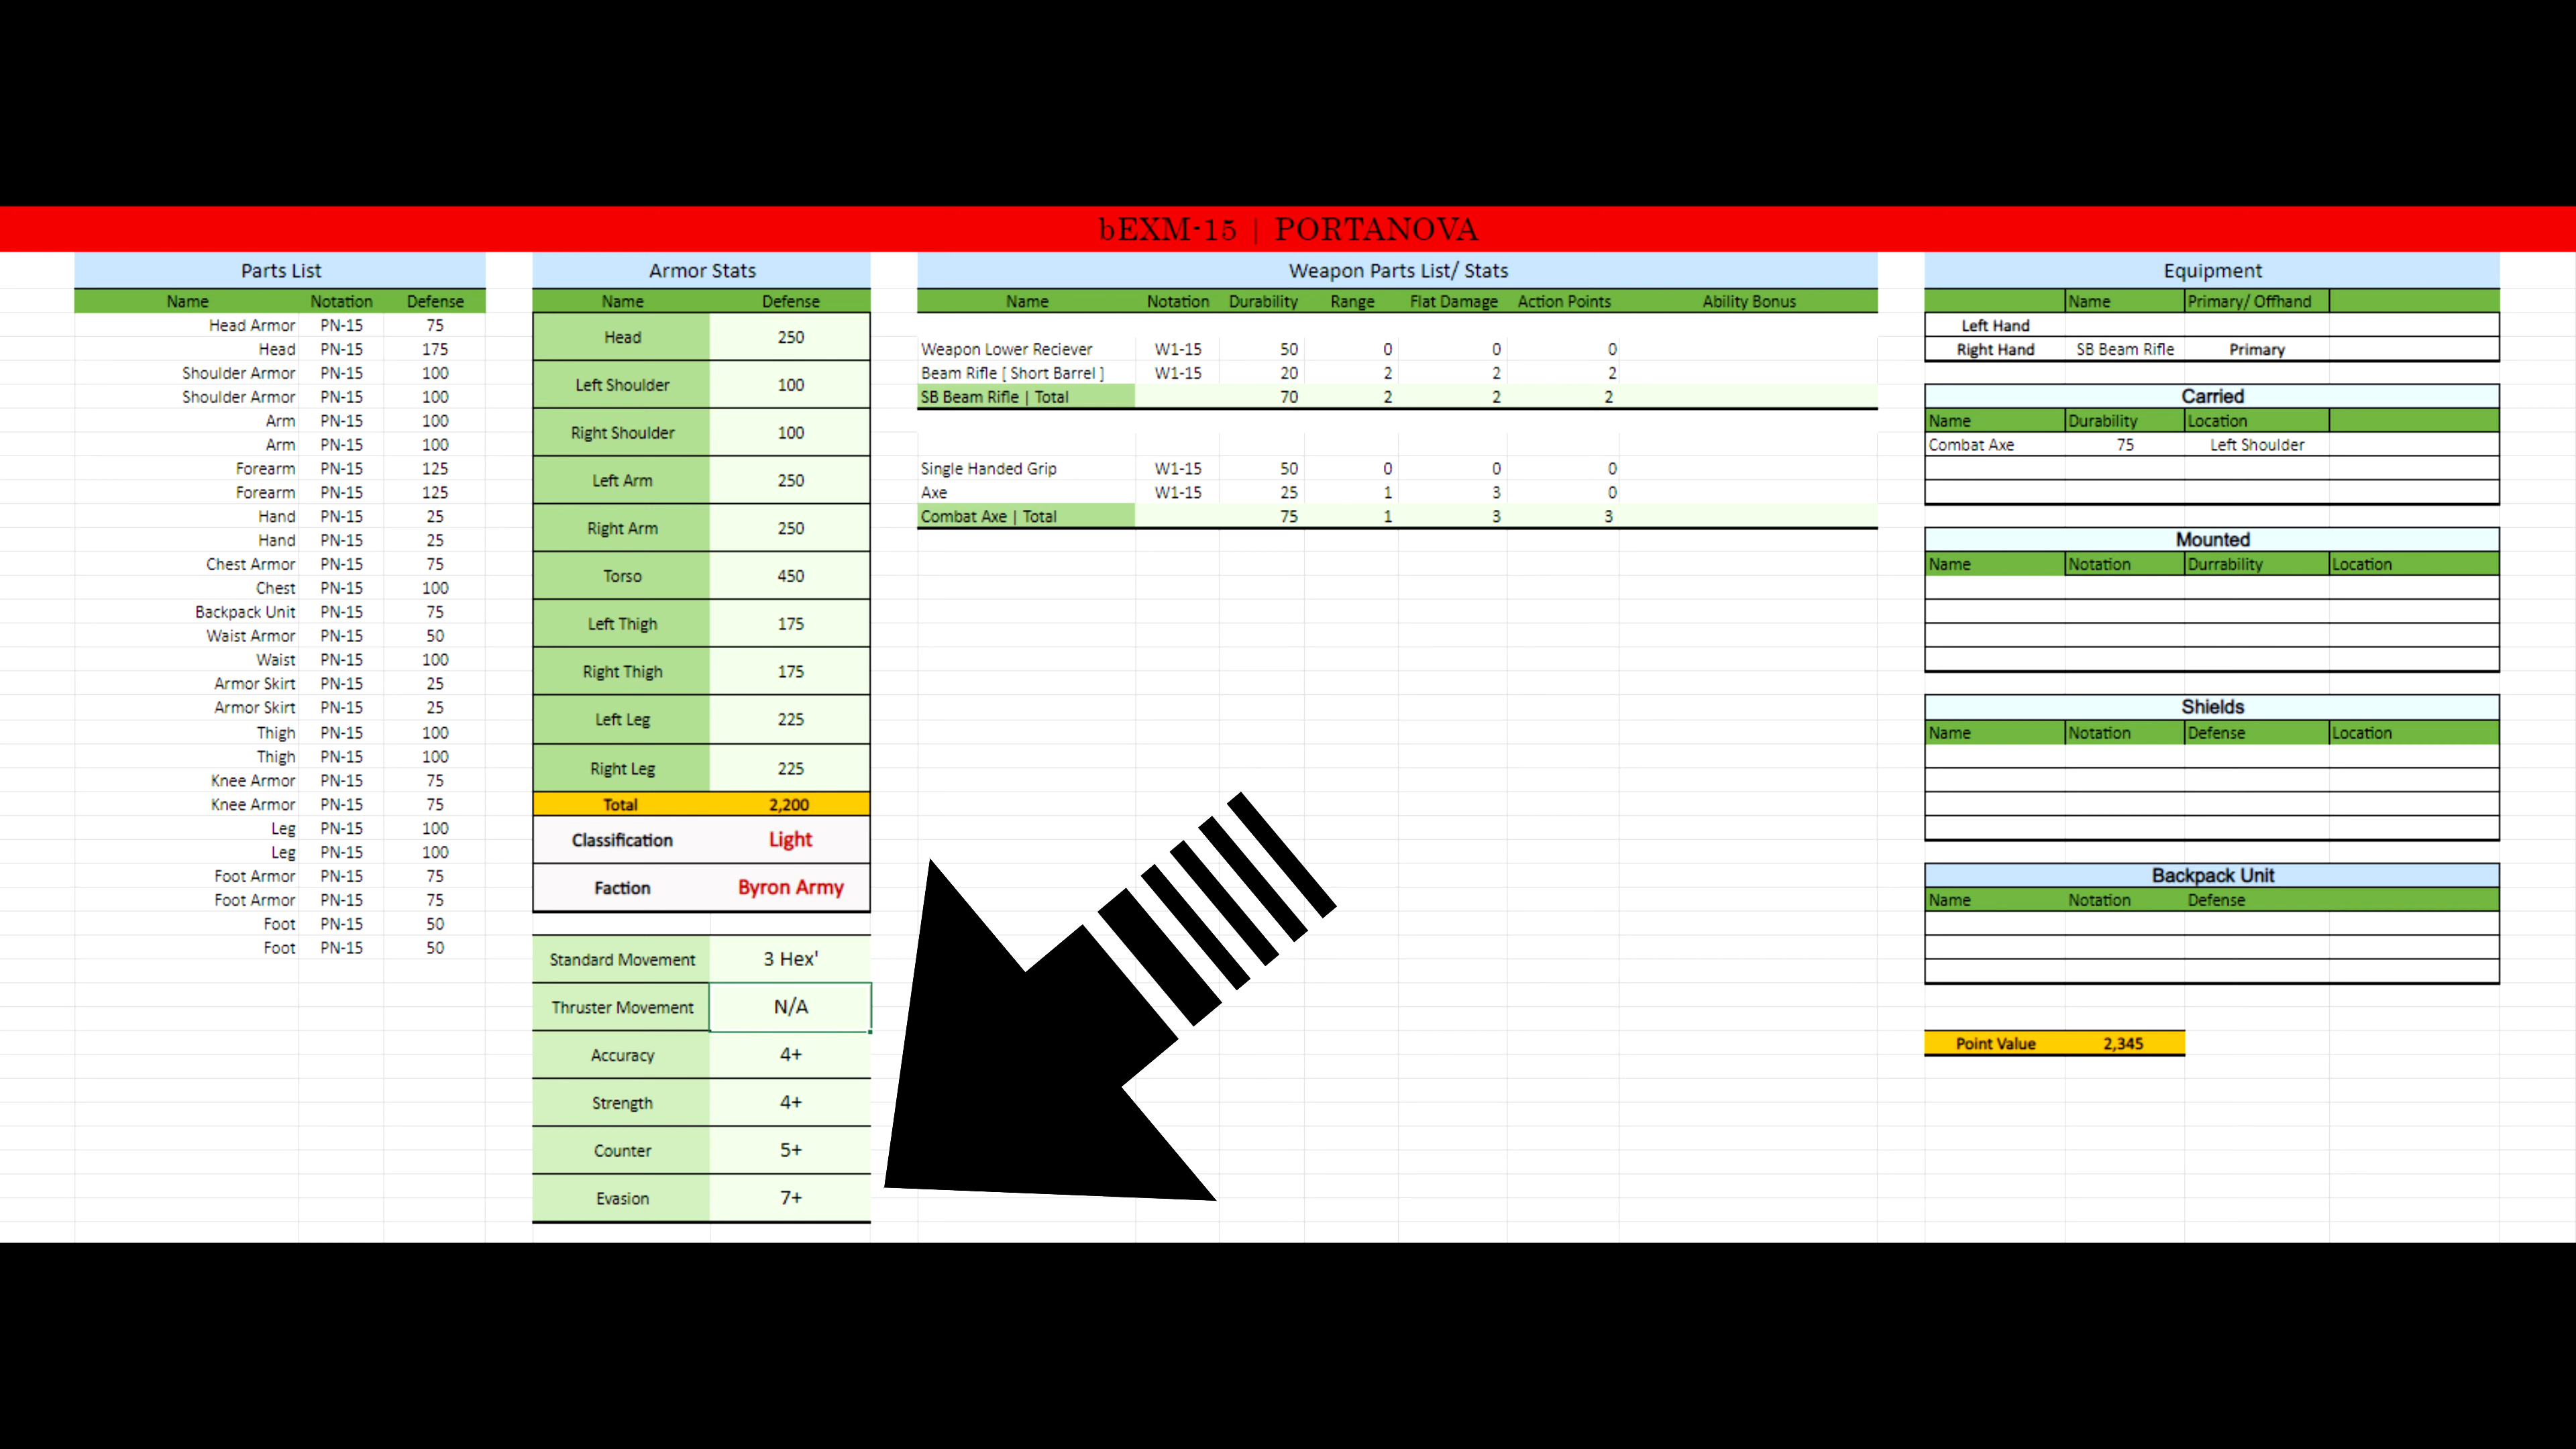 bEXM-15 | PORTANOVA
Parts List
Name Notation Defense
Head Armor PN-15 75
Head PN-15 175
Shoulder Armor PN-15 100
Shoulder Armor PN-15 100
Arm PN-15 100
Arm PN-15 100
Forearm PN-15 125
Forearm PN-15 125
Hand PN-15 25
Hand PN-15 25
Chest Armor PN-15 75
Chest PN-15 100
Backpack Unit PN-15 75
Waist Armor PN-15 50
Waist PN-15 100
Armor Skirt PN-15 25
Armor Skirt PN-15 25
Thigh PN-15 100
Thigh PN-15 100
Knee Armor PN-15 75
Knee Armor PN-15 75
Leg PN-15 100
Leg PN-15 100
Foot Armor PN-15 75
Foot Armor PN-15 75
Foot PN-15 50
Foot PN-15 50
Armor Stats
Name Defense
Head 250
Left Shoulder 100
Right Shoulder 100
Left Arm 250
Right Arm 250
Torso 450
Left Thigh 175
Right Thigh 175
Left Leg 225
Right Leg 225
Total 2,200
Classification Light
Faction Byron Army
Standard Movement 3 Hex'
Thruster Movement N/A
Accuracy 4+
Strength 4+
Counter 5+
Evasion 7+
Weapon Parts List/ Stats
Name Notation Durability Range Flat Damage Action Points Ability Bonus
Weapon Lower Reciever W1-15 50 0 0 0
Beam Rifle [ Short Barrel ] W1-15 20 2 2 2
SB Beam Rifle | Total 70 2 2 2
Single Handed Grip W1-15 50 0 0 0
Axe W1-15 25 1 3 0
Combat Axe | Total 75 1 3 3
Equipment
Name Primary/ Offhand
Left Hand
Right Hand SB Beam Rifle Primary
Carried
Name Durability Location
Combat Axe 75 Left Shoulder
Mounted
Name Notation Durrability Location
Shields
Name Notation Defense Location
Backpack Unit
Name Notation Defense
Point Value 2,345